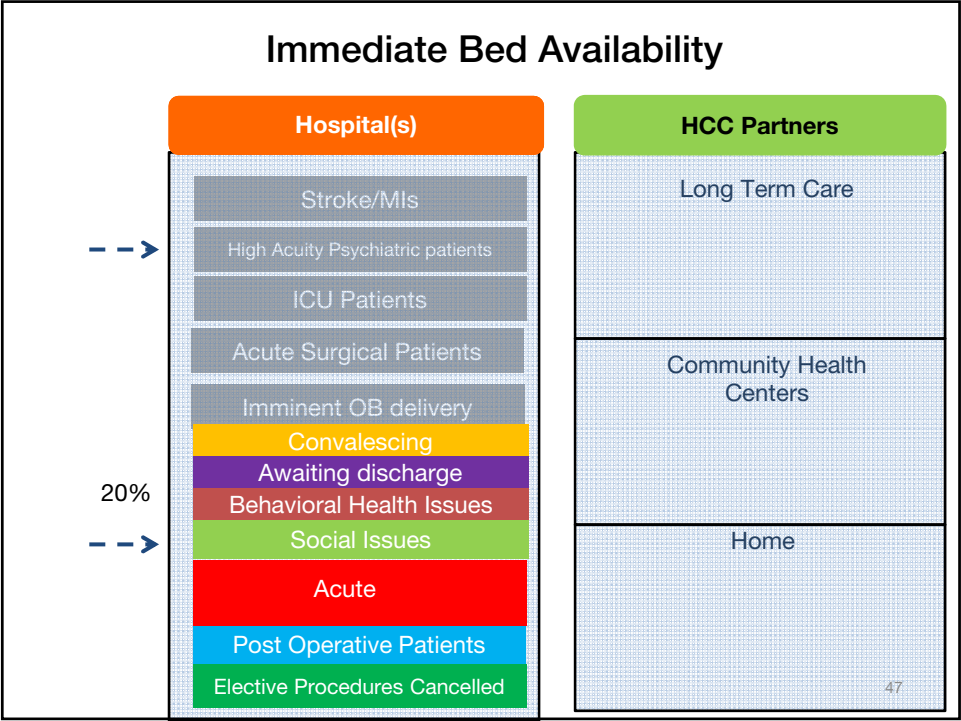 Immediate Bed Availability
Hospital(s)
Stroke/MIs
High Acuity Psychiatric patients
ICU Patients
Acute Surgical Patients
Imminent OB delivery
Convalescing
Awaiting discharge
20%
Behavioral Health Issues
Social Issues
Acute
Post Operative Patients
Elective Procedures Cancelled
HCC Partners
Long Term Care
Community Health
Centers
Home
47